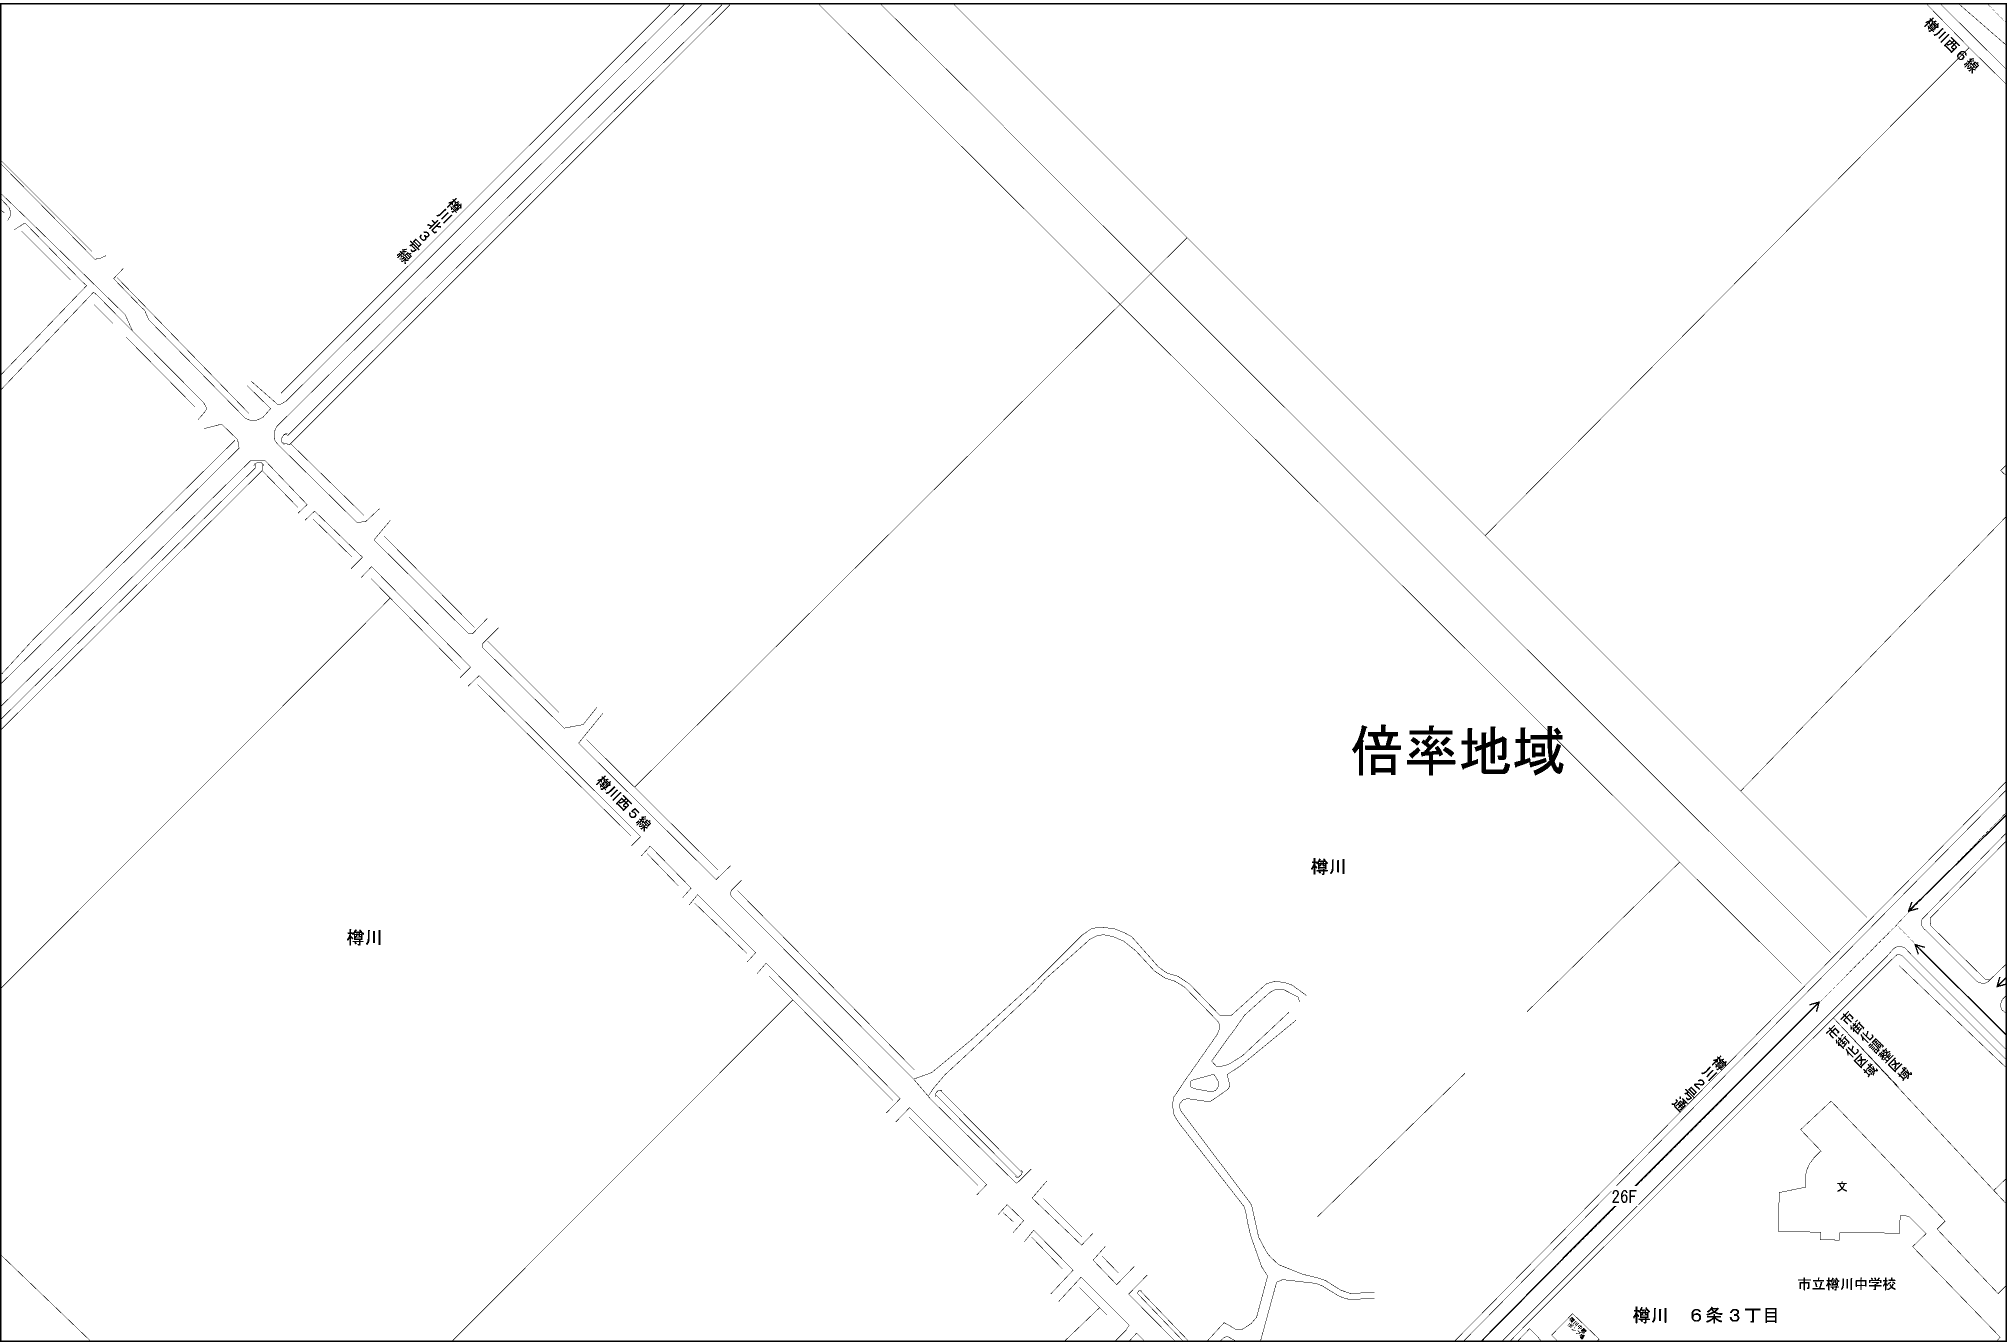 樽川西６線
樽川北３号線
倍率地域
樽川西５線
樽川
樽川
市街化調整区域
市街化区域
樽川２号線
26F
文
市立樽川中学校
樽川　６条３丁目